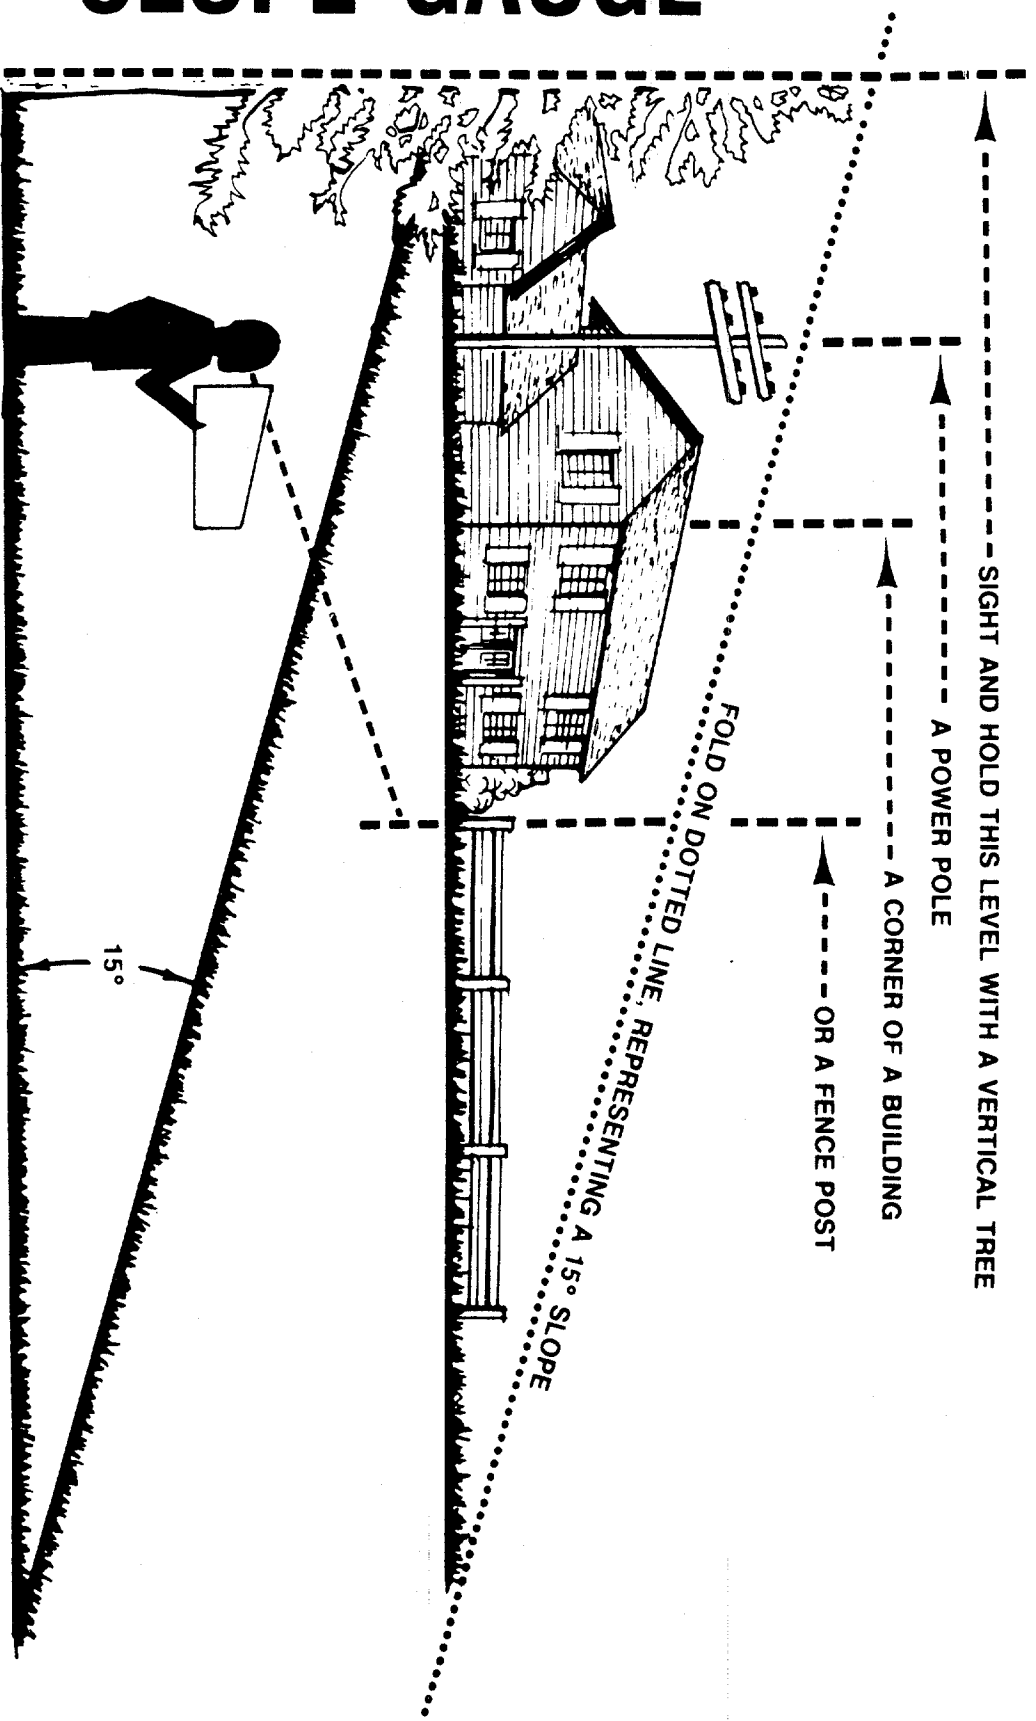 SLOPE GAUGE
SIGHT AND HOLD THIS LEVEL WITH A VERTICAL TREE
A POWER POLE
A CORNER OF A BUILDING
OR A FENCE POST
FOLD ON DOTTED LINE, REPRESENTING A 15° SLOPE
15°